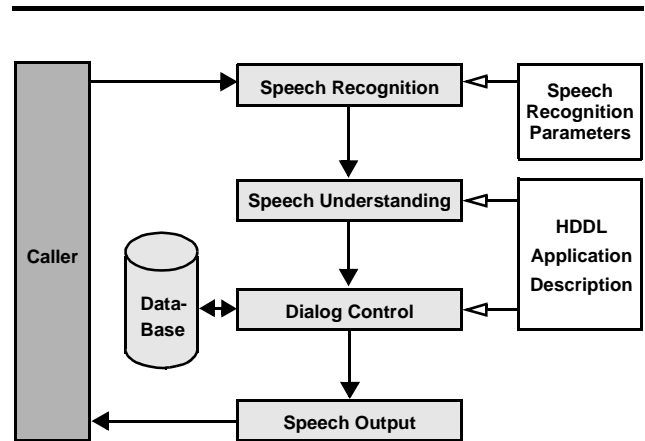 Speech Recognition
Speech
Recognition
Parameters
Speech Understanding
HDDL
Application
Description
Caller
Data-
Base
Dialog Control
Speech Output